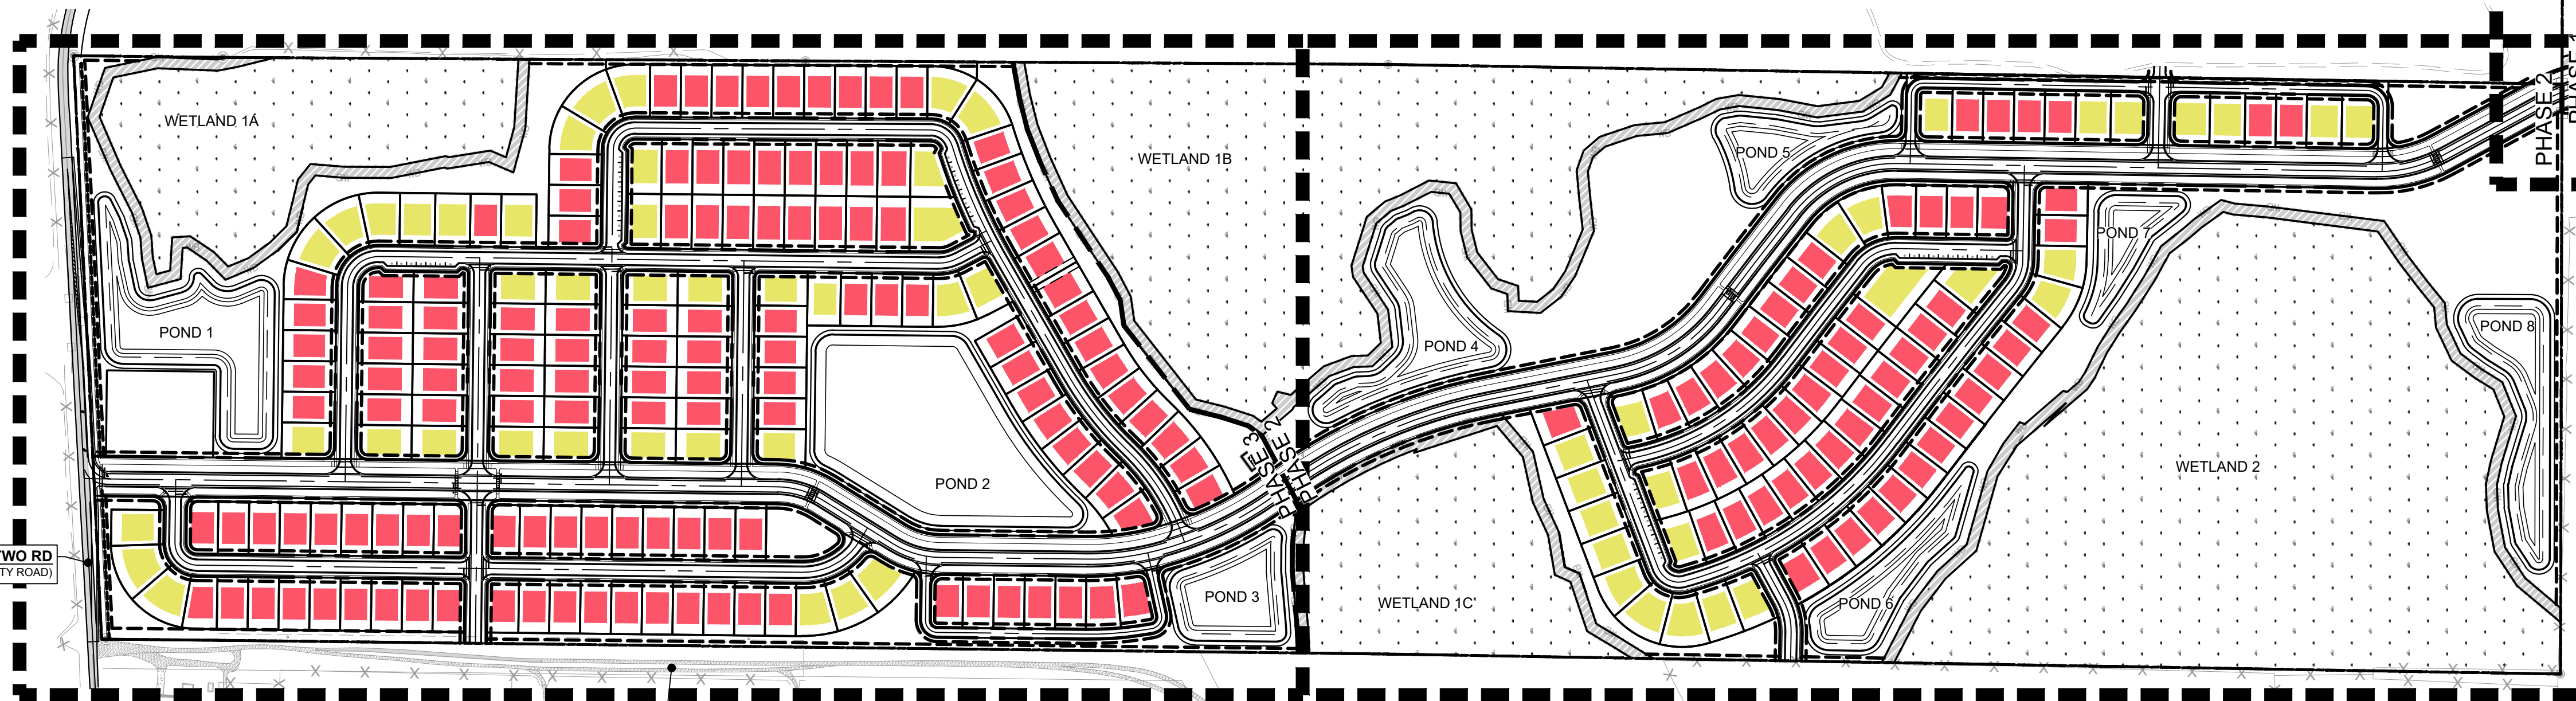 PHASE 2
WETLAND 1A
WETLAND 1B
POND 5
POND 7
POND 1
POND 4
POND 8
PHASE 3
PHASE 2
POND 2
WETLAND 2
TWO RD
TY ROAD)
POND 3
WETLAND 1C
POND 6